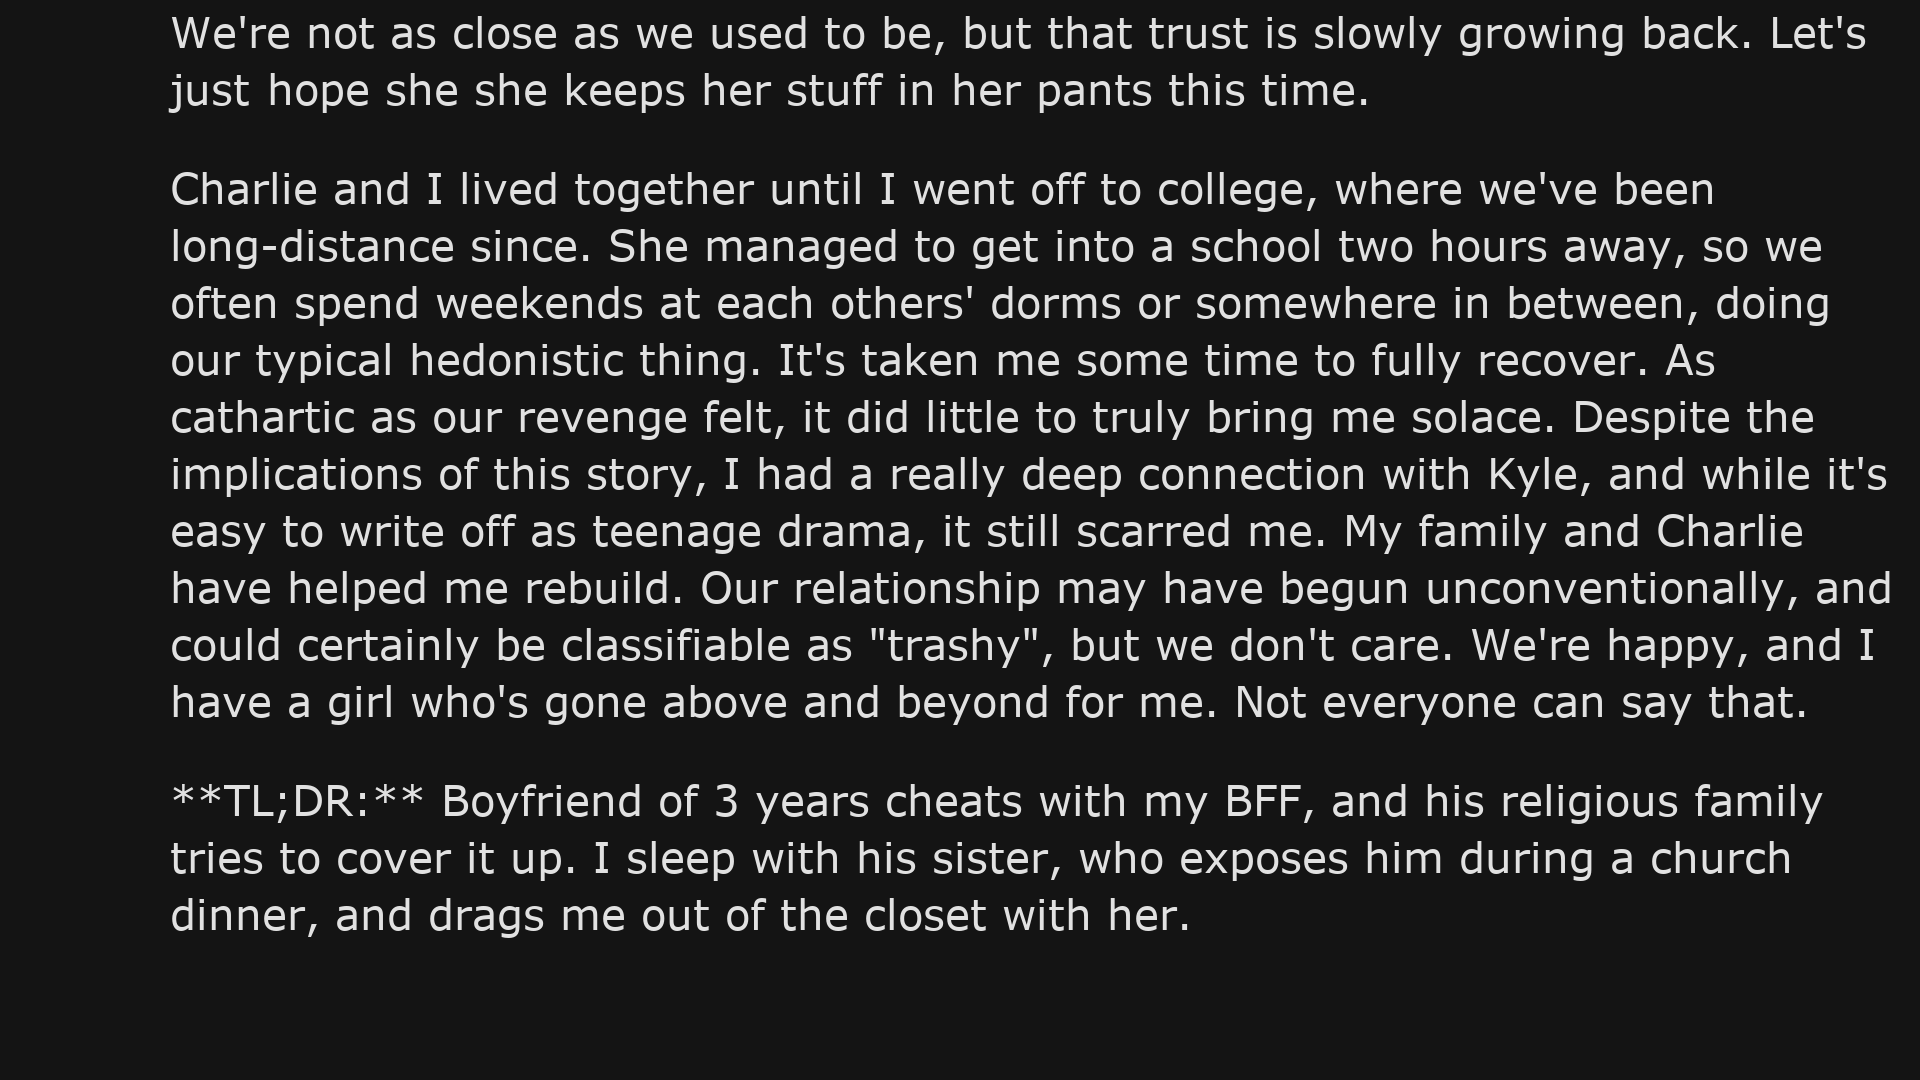 We're not as close as we used to be, but that trust is slowly growing back. Let's
just hope she she keeps her stuff in her pants this time.
Charlie and I lived together until I went off to college, where we've been
long-distance since. She managed to get into a school two hours away, so we
often spend weekends at each others' dorms or somewhere in between, doing
our typical hedonistic thing. It's taken me some time to fully recover. As
cathartic as our revenge felt, it did little to truly bring me solace. Despite the
implications of this story, I had a really deep connection with Kyle, and while it's
easy to write off as teenage drama, it still scarred me. My family and Charlie
have helped me rebuild. Our relationship may have begun unconventionally, and
could certainly be classifiable as "trashy", but we don't care. We're happy, and I
have a girl who's gone above and beyond for me. Not everyone can say that.
**TL;DR:** Boyfriend of 3 years cheats with my BFF, and his religious family
tries to cover it up. I sleep with his sister, who exposes him during a church
dinner, and drags me out of the closet with her.